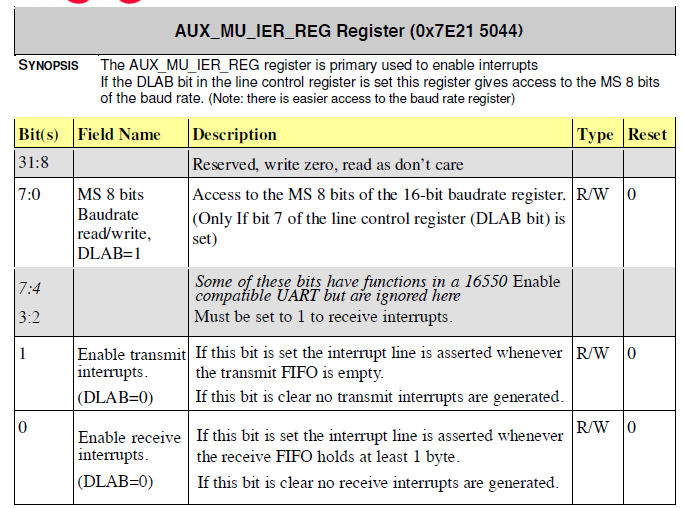 AUX_MU_IER_REG Register (0x7E21 5044)
SYNOPSIS The AUX_MU_IER_REG register is primary used to enable interrupts
If the DLAB bit in the line control register is set this register gives access to the MS 8 bits
of the baud rate. (Note: there is easier access to the baud rate register)
Bit(s) Field Name Description Type Reset
31:8 Reserved, write zero, read as don't care
7:0 MS 8 bits Access to the MS 8 bits of the 16-bit baudrate register. R/W 0
Baudrate (Only If bit 7 of the line control register (DLAB bit) is
read/write, set)
DLAB=1
7:4 Some of these bits have functions in a 16550 Enable
compatible UART but are ignored here
3:2 Must be set to 1 to receive interrupts.
1 Enable transmit If this bit is set the interrupt line is asserted whenever R/W 0
interrupts. the transmit FIFO is empty.
(DLAB=0) If this bit is clear no transmit interrupts are generated.
0 Enable receive If this bit is set the interrupt line is asserted whenever R/W 0
interrupts. the receive FIFO holds at least 1 byte.
(DLAB=0) If this bit is clear no receive interrupts are generated.